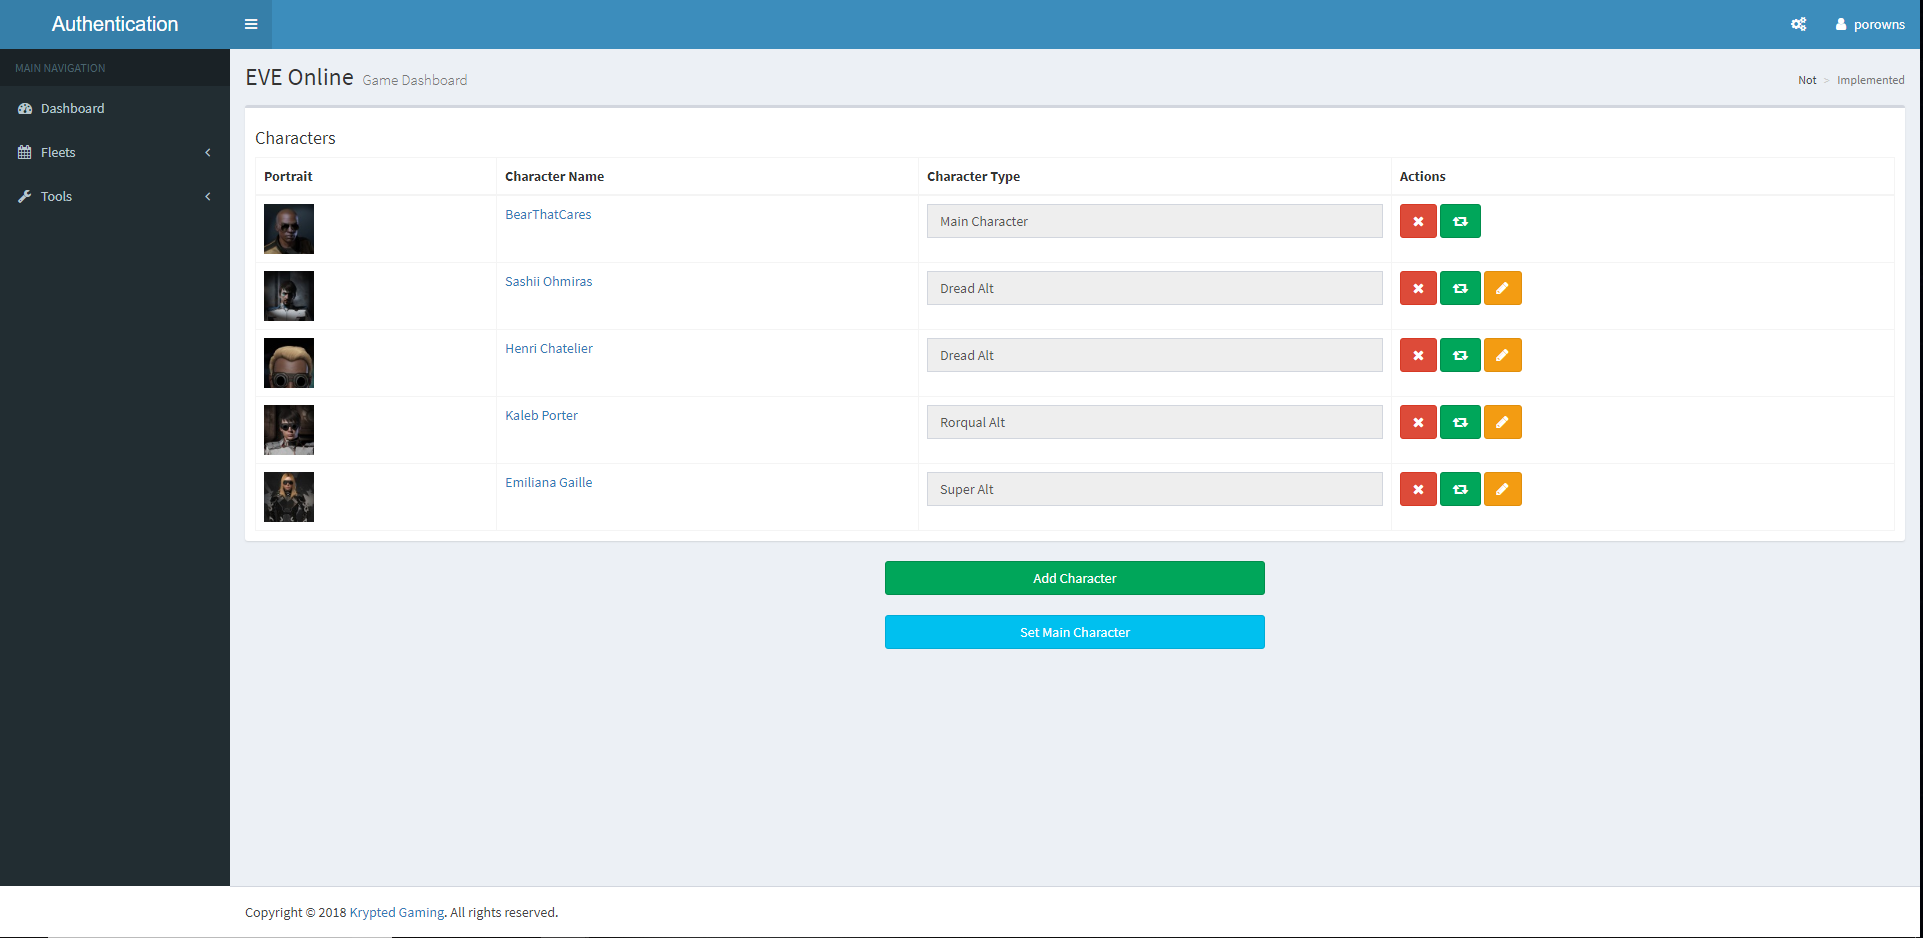 Authentication
porowns
MAIN NAVIGATION
Dashboard
Fleets
Tools
EVE Online Game Dashboard
Not > Implemented
Characters
Portrait Character Name Character Type Actions
BearThatCares Main Character
Sashii Ohmiras Dread Alt
Henri Chatelier Dread Alt
Kaleb Porter Rorqual Alt
Emiliana Gaille Super Alt
Add Character
Set Main Character
Copyright © 2018 Krypted Gaming. All rights reserved.